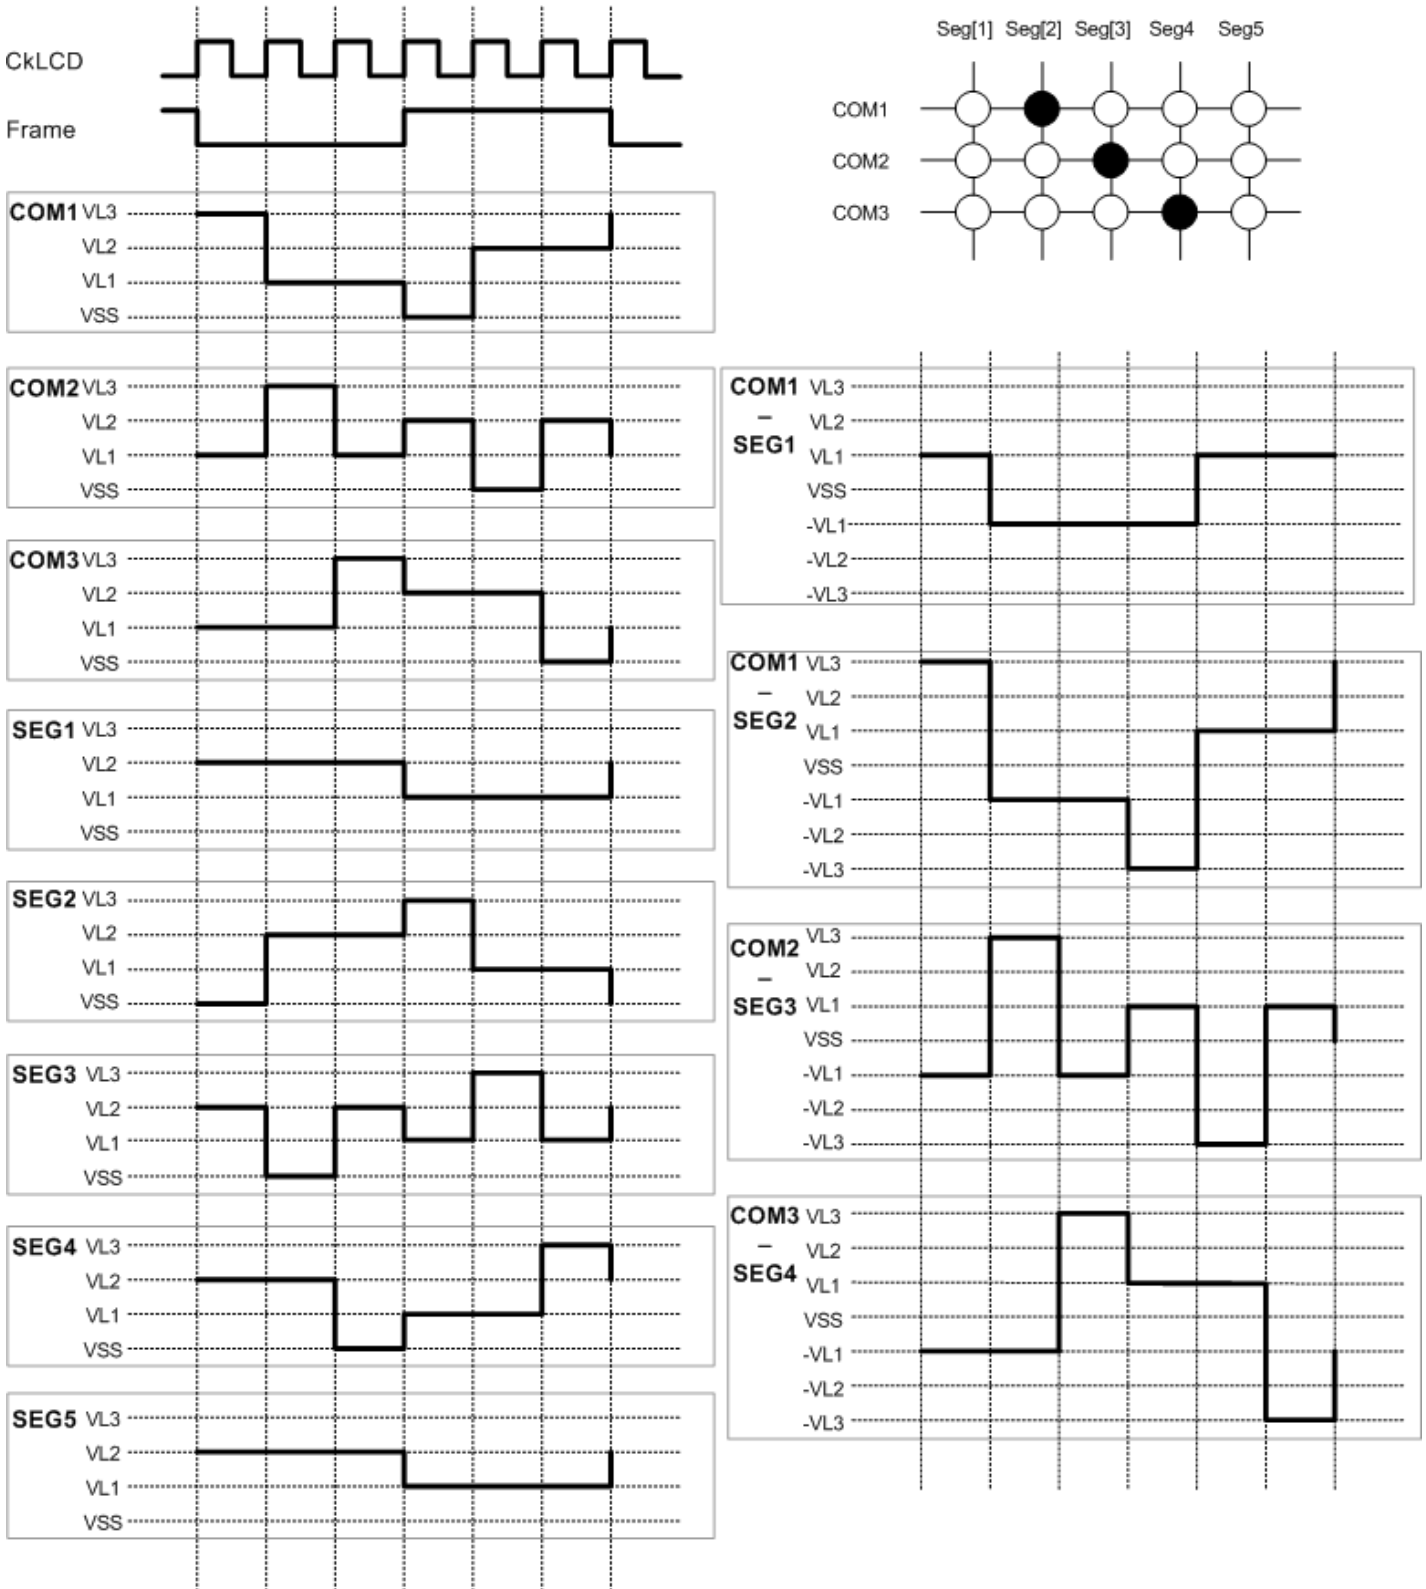 CkLCD
Frame
COM1 VL3
VL2
VL1
VSS
COM2 VL3
VL2
VL1
VSS
COM3 VL3
VL2
VL1
VSS
SEG1 VL3
VL2
VL1
VSS
SEG2 VL3
VL2
VL1
VSS
SEG3 VL3
VL2
VL1
VSS
SEG4 VL3
VL2
VL1
VSS
SEG5 VL3
VL2
VL1
VSS
Seg[1] Seg[2] Seg[3] Seg4 Seg5
COM1
COM2
COM3
COM1 VL3
– VL2
SEG1 VL1
VSS
-VL1
-VL2
-VL3
COM1 VL3
– VL2
SEG2 VL1
VSS
-VL1
-VL2
-VL3
COM2 VL3
– VL2
SEG3 VL1
VSS
-VL1
-VL2
-VL3
COM3 VL3
– VL2
SEG4 VL1
VSS
-VL1
-VL2
-VL3